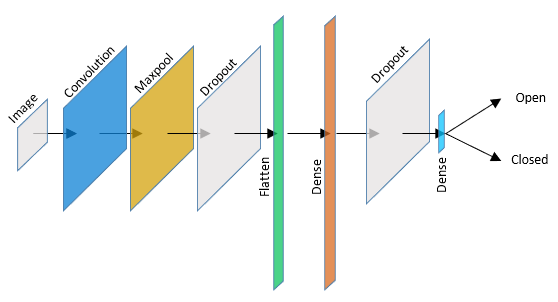 Image
Convolution
Maxpool
Dropout
Flatten
Dense
Dropout
Dense
Open
Closed